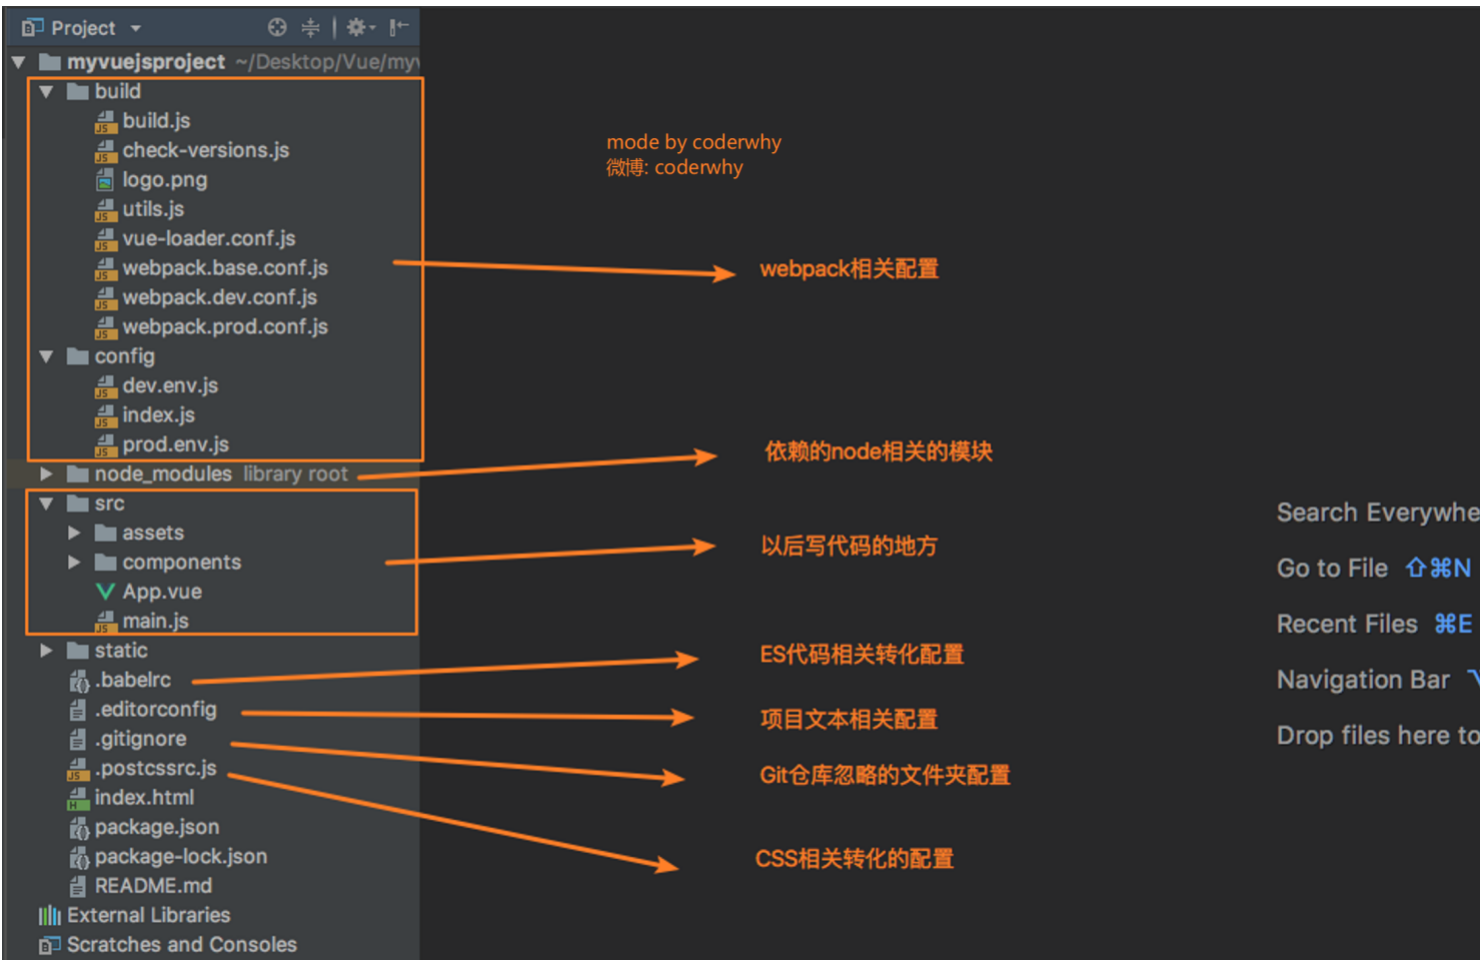 Project
myvuejsproject ~/Desktop/Vue/myv
build
build.js
check-versions.js
logo.png
utils.js
vue-loader.conf.js
webpack.base.conf.js
webpack.dev.conf.js
webpack.prod.conf.js
config
dev.env.js
index.js
prod.env.js
node_modules library root
src
assets
components
App.vue
main.js
static
.babelrc
.editorconfig
.gitignore
.postcssrc.js
index.html
package.json
package-lock.json
README.md
External Libraries
Scratches and Consoles
mode by coderwhy
微博: coderwhy
webpack相关配置
依赖的node相关的模块
以后写代码的地方
ES代码相关转化配置
项目文本相关配置
Git仓库忽略的文件夹配置
CSS相关转化的配置
Search Everywhe
Go to File ⇧⌘N
Recent Files ⌘E
Navigation Bar
Drop files here to